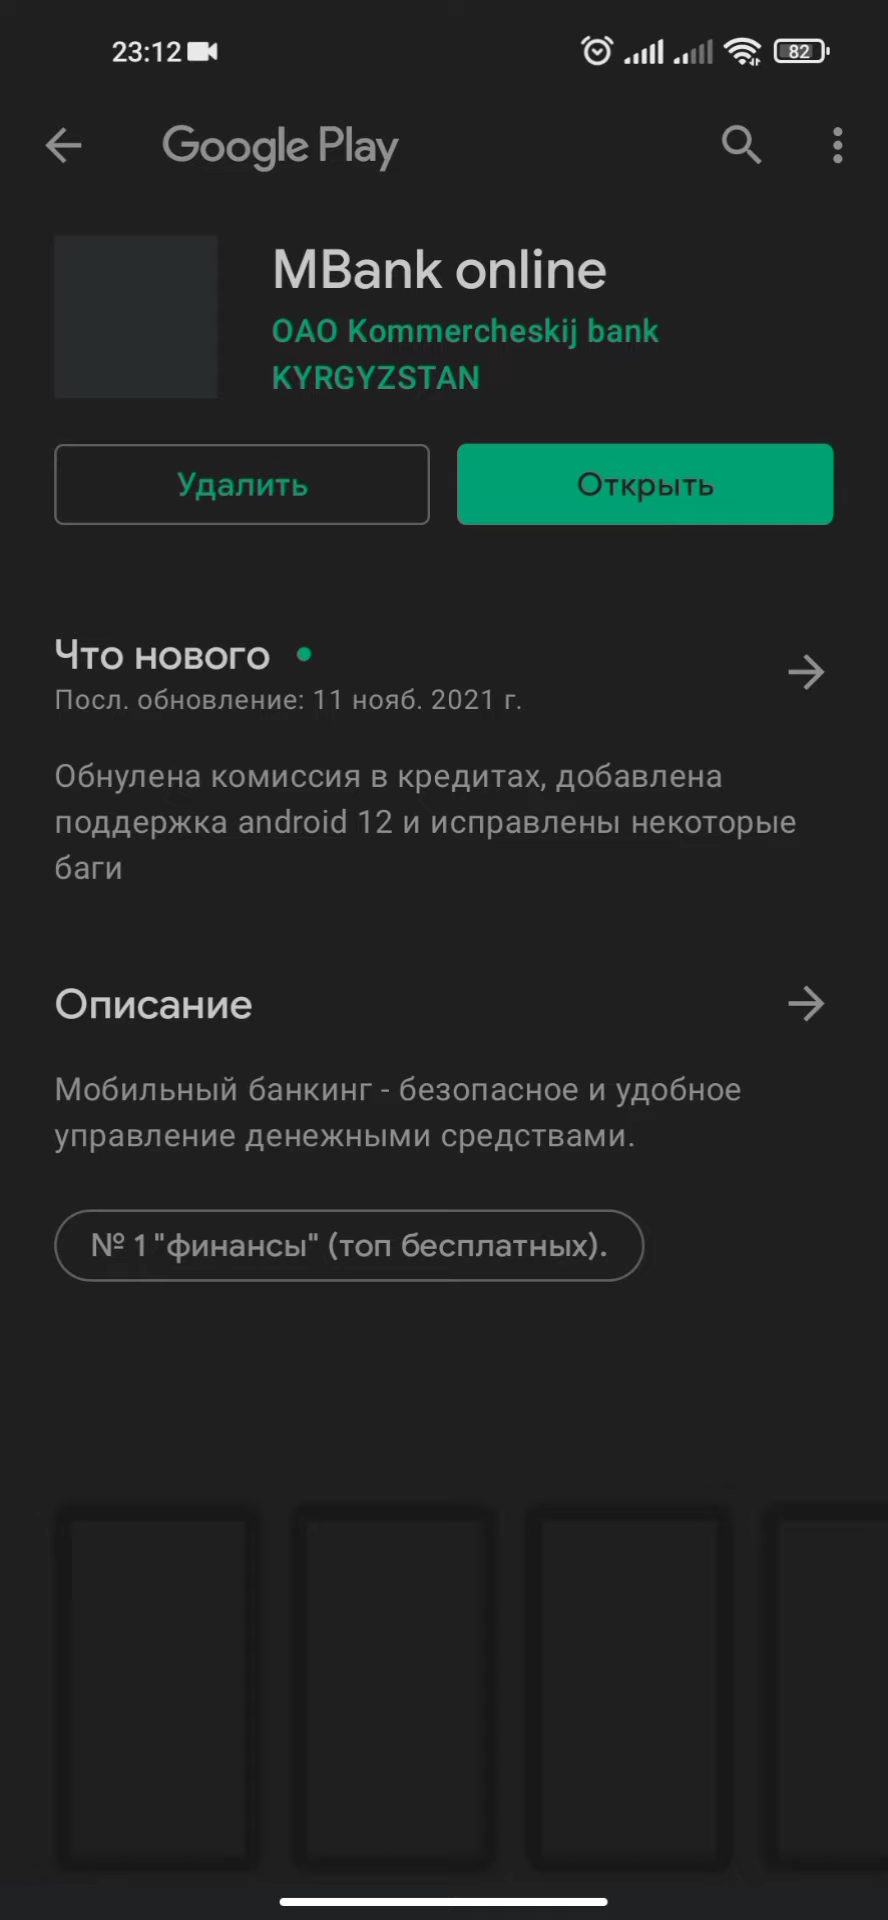 23:12
82
Google Play
MBank online
OAO Kommercheskij bank
KYRGYZSTAN
Удалить
Открыть
Что нового
Посл. обновление: 11 нояб. 2021 г.
Обнулена комиссия в кредитах, добавлена
поддержка android 12 и исправлены некоторые
баги
Описание
Мобильный банкинг - безопасное и удобное
управление денежными средствами.
№ 1 "финансы" (топ бесплатных).